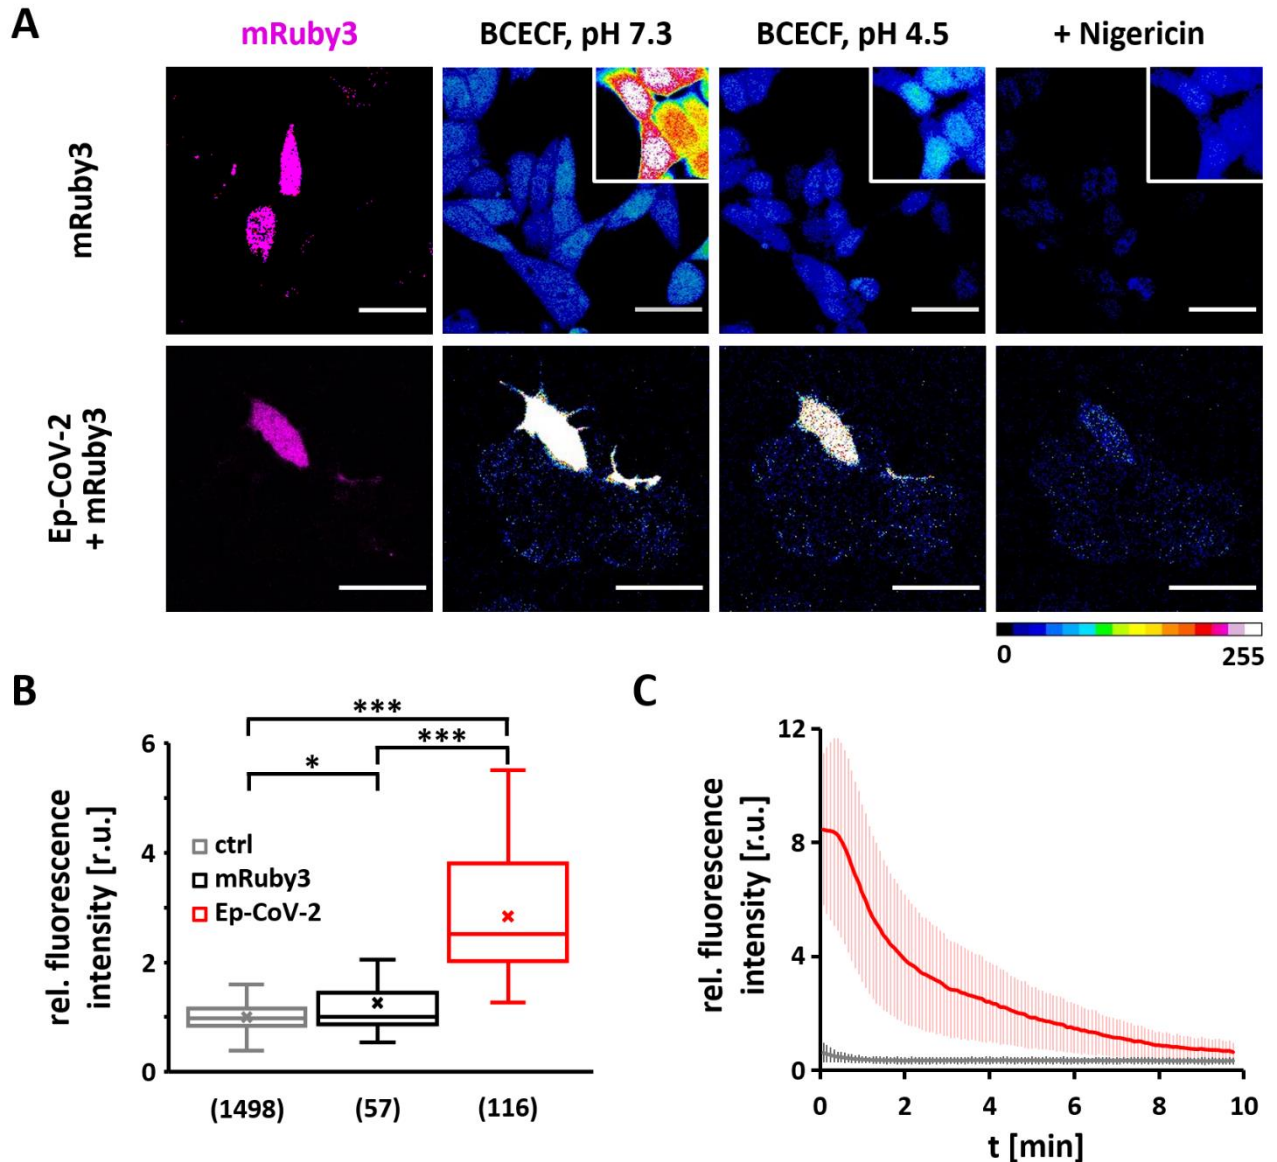 A
mRuby3
BCECF, pH 7.3
BCECF, pH 4.5
+ Nigericin
mRuby3
Ep-CoV-2
+ mRuby3
0
255
B
***
***
*
6
4
2
0
rel. fluorescence
intensity [r.u.]
ctrl
mRuby3
Ep-CoV-2
(1498)
(57)
(116)
C
12
8
4
0
rel. fluorescence
intensity [r.u.]
0
2
4
6
8
10
t [min]